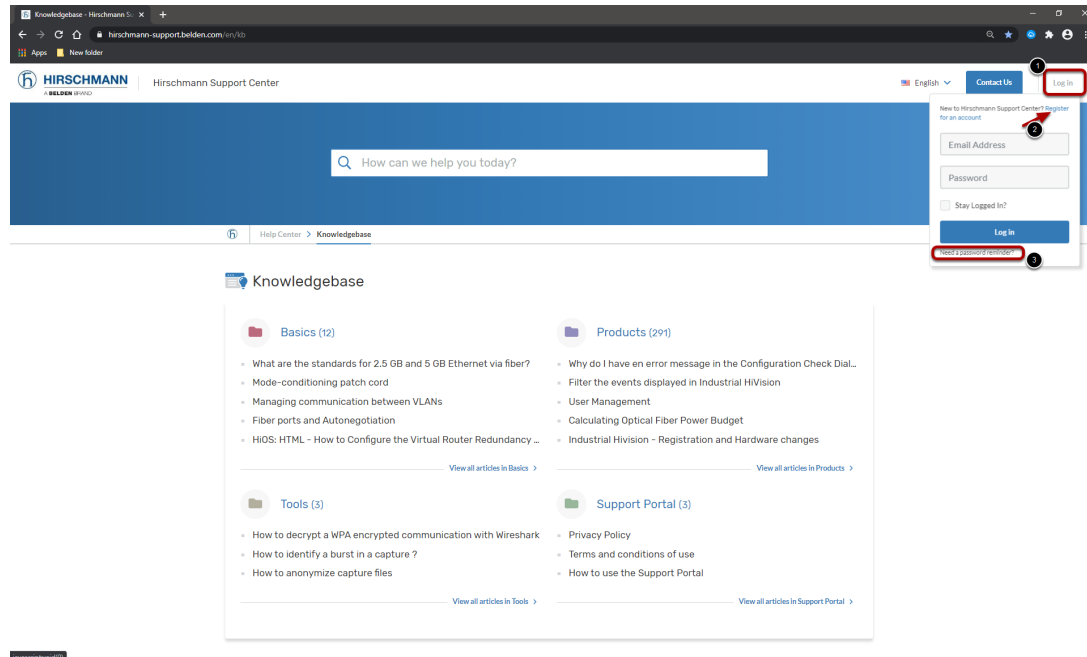 Knowledgebase - Hirschmann Su
hirschmann-support.belden.com/en/kb
Apps New folder
HIRSCHMANN
A BELDEN BRAND
Hirschmann Support Center
English
Contact Us
1
Log in
New to Hirschmann Support Center? Register
for an account
2
Email Address
Password
Stay Logged In?
Log in
Need a password reminder?
3
How can we help you today?
Help Center > Knowledgebase
Knowledgebase
Basics (12)
What are the standards for 2.5 GB and 5 GB Ethernet via fiber?
Mode-conditioning patch cord
Managing communication between VLANs
Fiber ports and Autonegotiation
HiOS: HTML - How to Configure the Virtual Router Redundancy ...
View all articles in Basics >
Products (291)
Why do I have en error message in the Configuration Check Dial...
Filter the events displayed in Industrial HiVision
User Management
Calculating Optical Fiber Power Budget
Industrial Hivision - Registration and Hardware changes
View all articles in Products >
Tools (3)
How to decrypt a WPA encrypted communication with Wireshark
How to identify a burst in a capture ?
How to anonymize capture files
View all articles in Tools >
Support Portal (3)
Privacy Policy
Terms and conditions of use
How to use the Support Portal
View all articles in Support Portal >